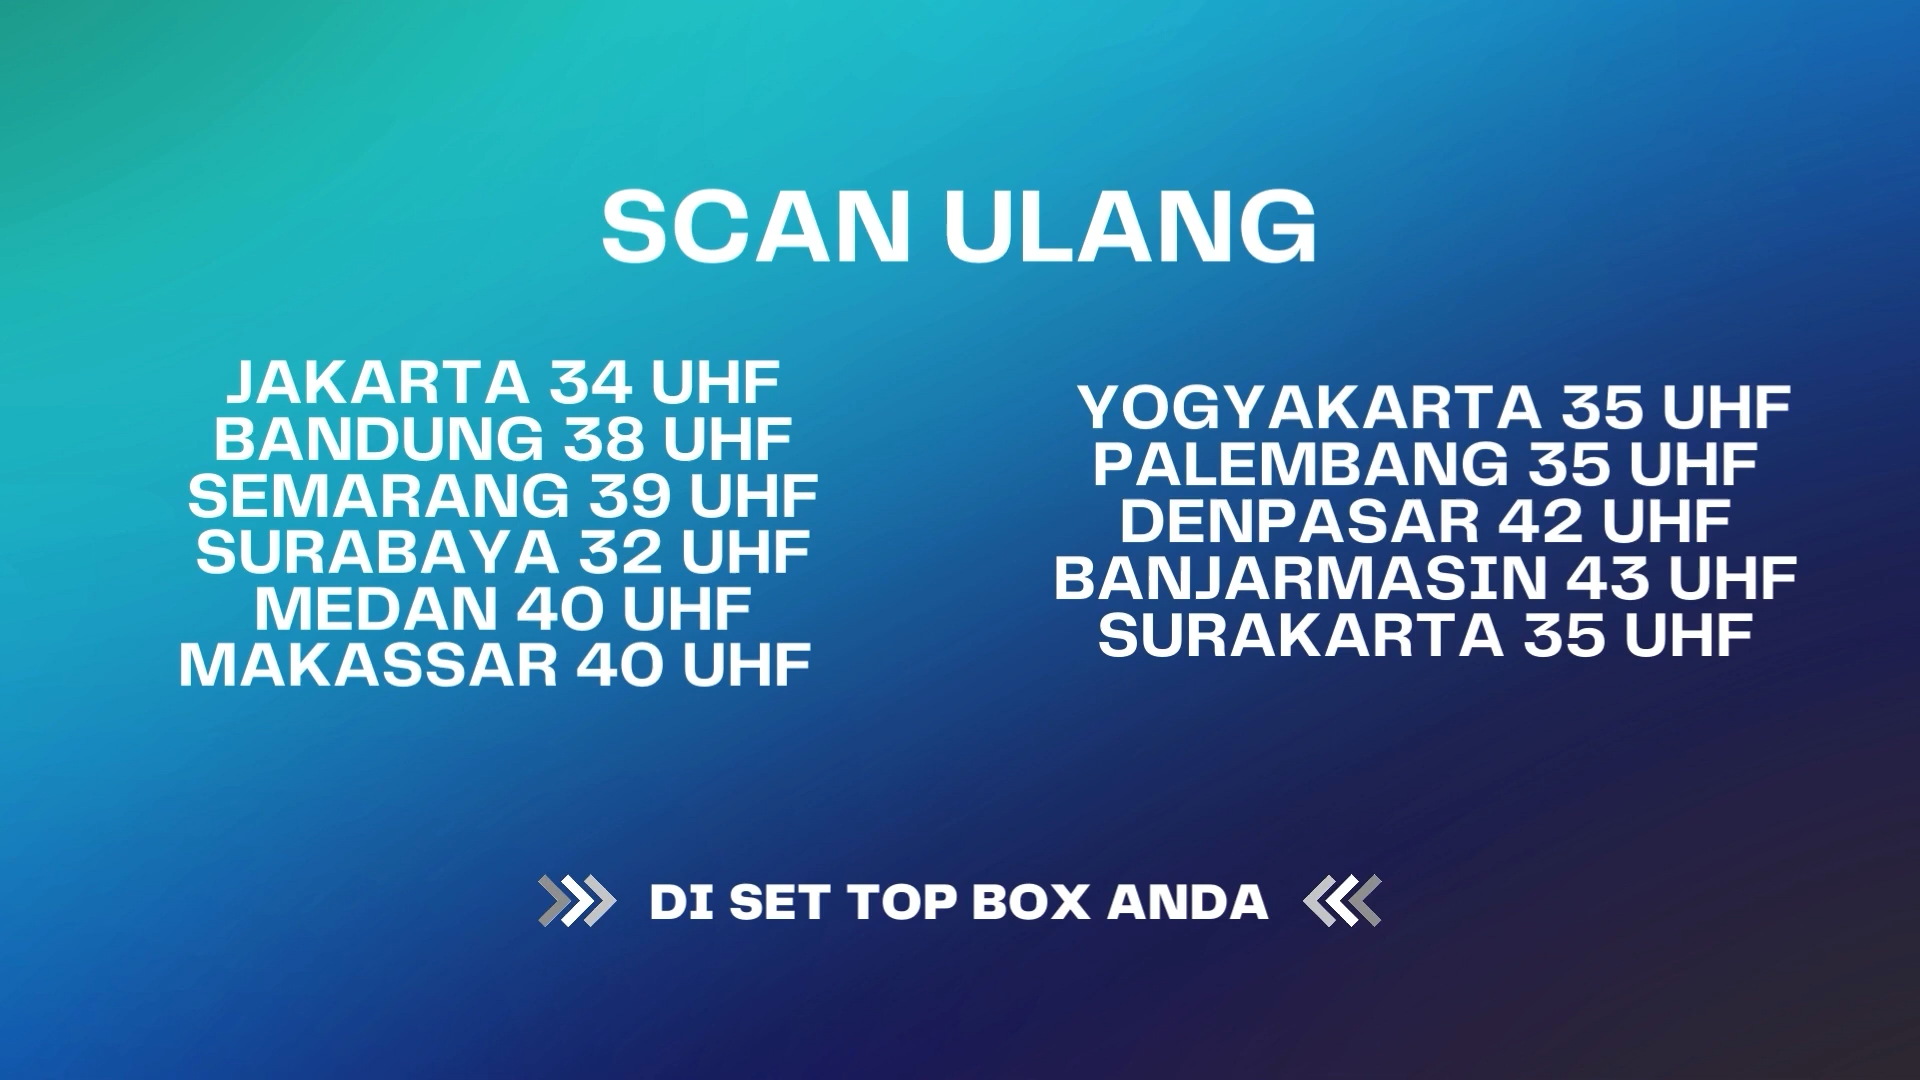 SCAN ULANG
JAKARTA 34 UHF
BANDUNG 38 UHF
SEMARANG 39 UHF
SURABAYA 32 UHF
MEDAN 40 UHF
MAKASSAR 40 UHF
YOGYAKARTA 35 UHF
PALEMBANG 35 UHF
DENPASAR 42 UHF
BANJARMASIN 43 UHF
SURAKARTA 35 UHF
DI SET TOP BOX ANDA